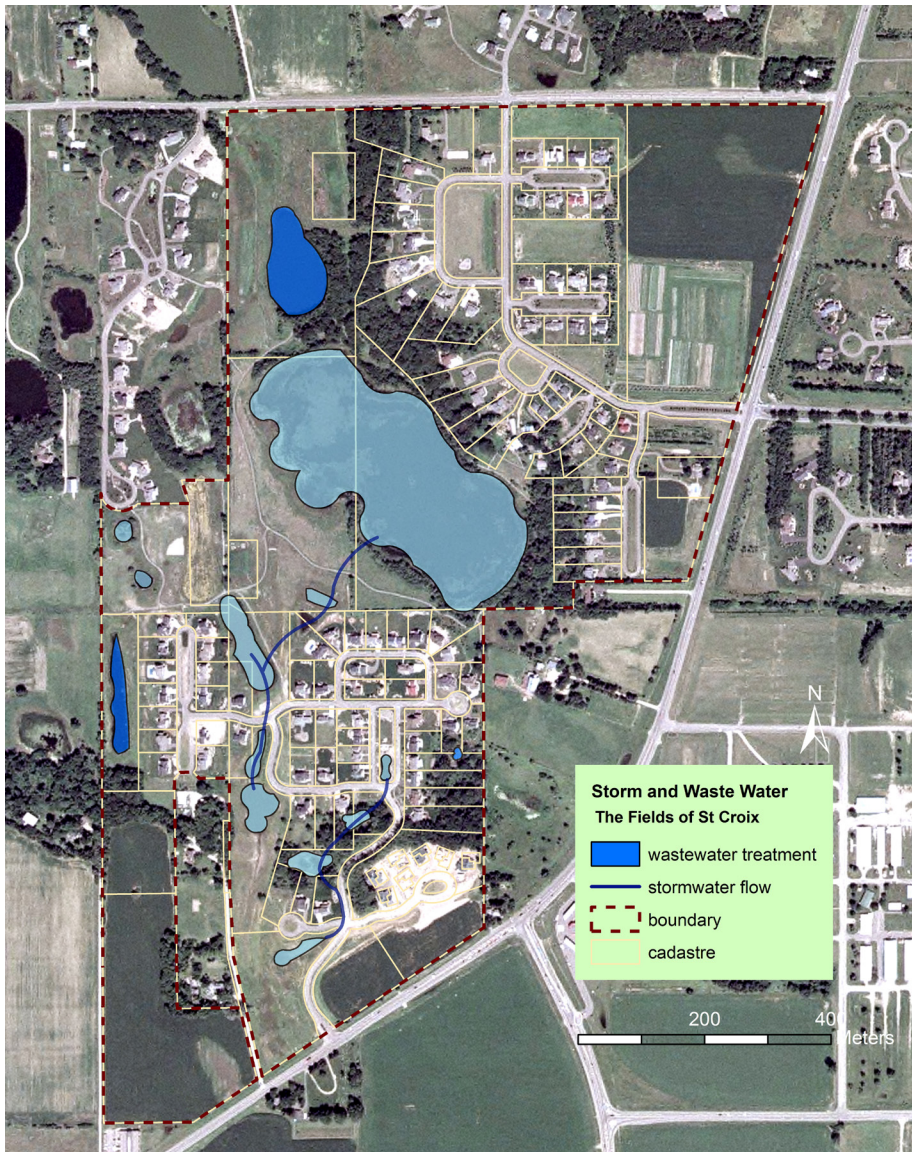 N
Storm and Waste Water
The Fields of St Croix
wastewater treatment
stormwater flow
boundary
cadastre
200
400
Meters